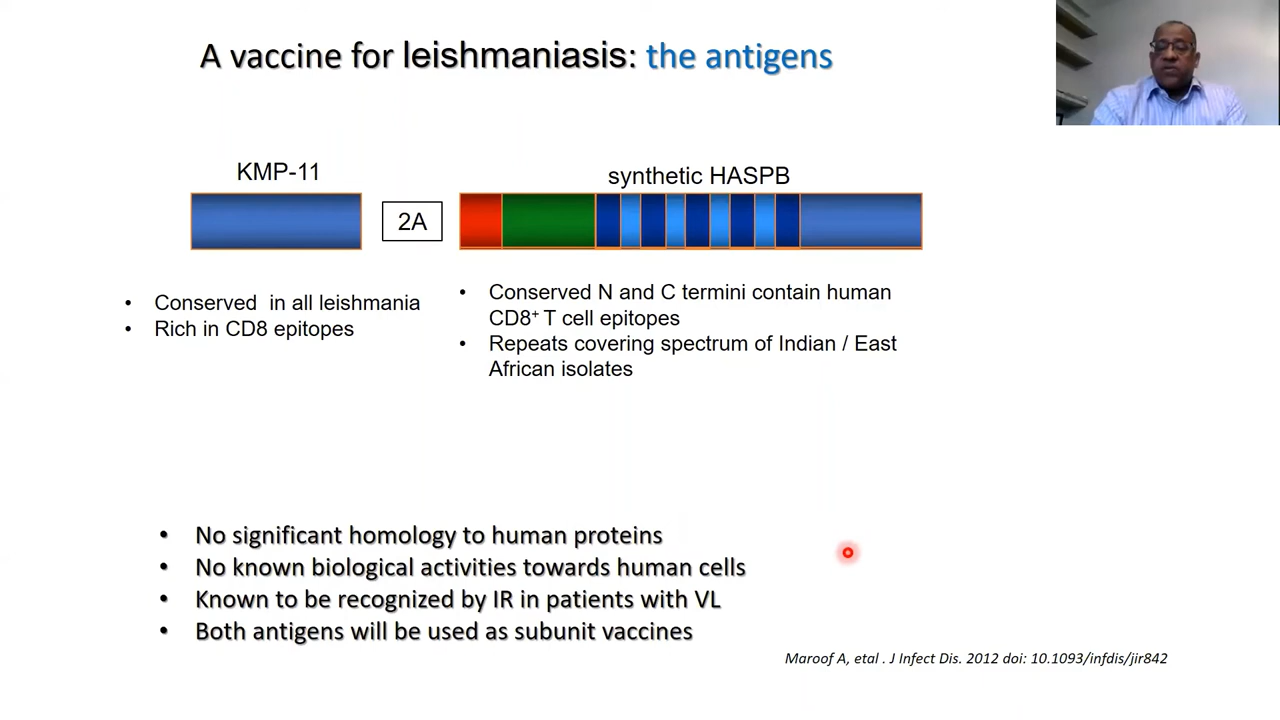 A vaccine for leishmaniasis: the antigens
KMP-11
synthetic HASPB
2A
• Conserved  in all leishmania
• Rich in CD8 epitopes
• Conserved N and C termini contain human
CD8⁺ T cell epitopes
• Repeats covering spectrum of Indian / East
African isolates
• No significant homology to human proteins
• No known biological activities towards human cells
• Known to be recognized by IR in patients with VL
• Both antigens will be used as subunit vaccines
Maroof A, etal . J Infect Dis. 2012 doi: 10.1093/infdis/jir842